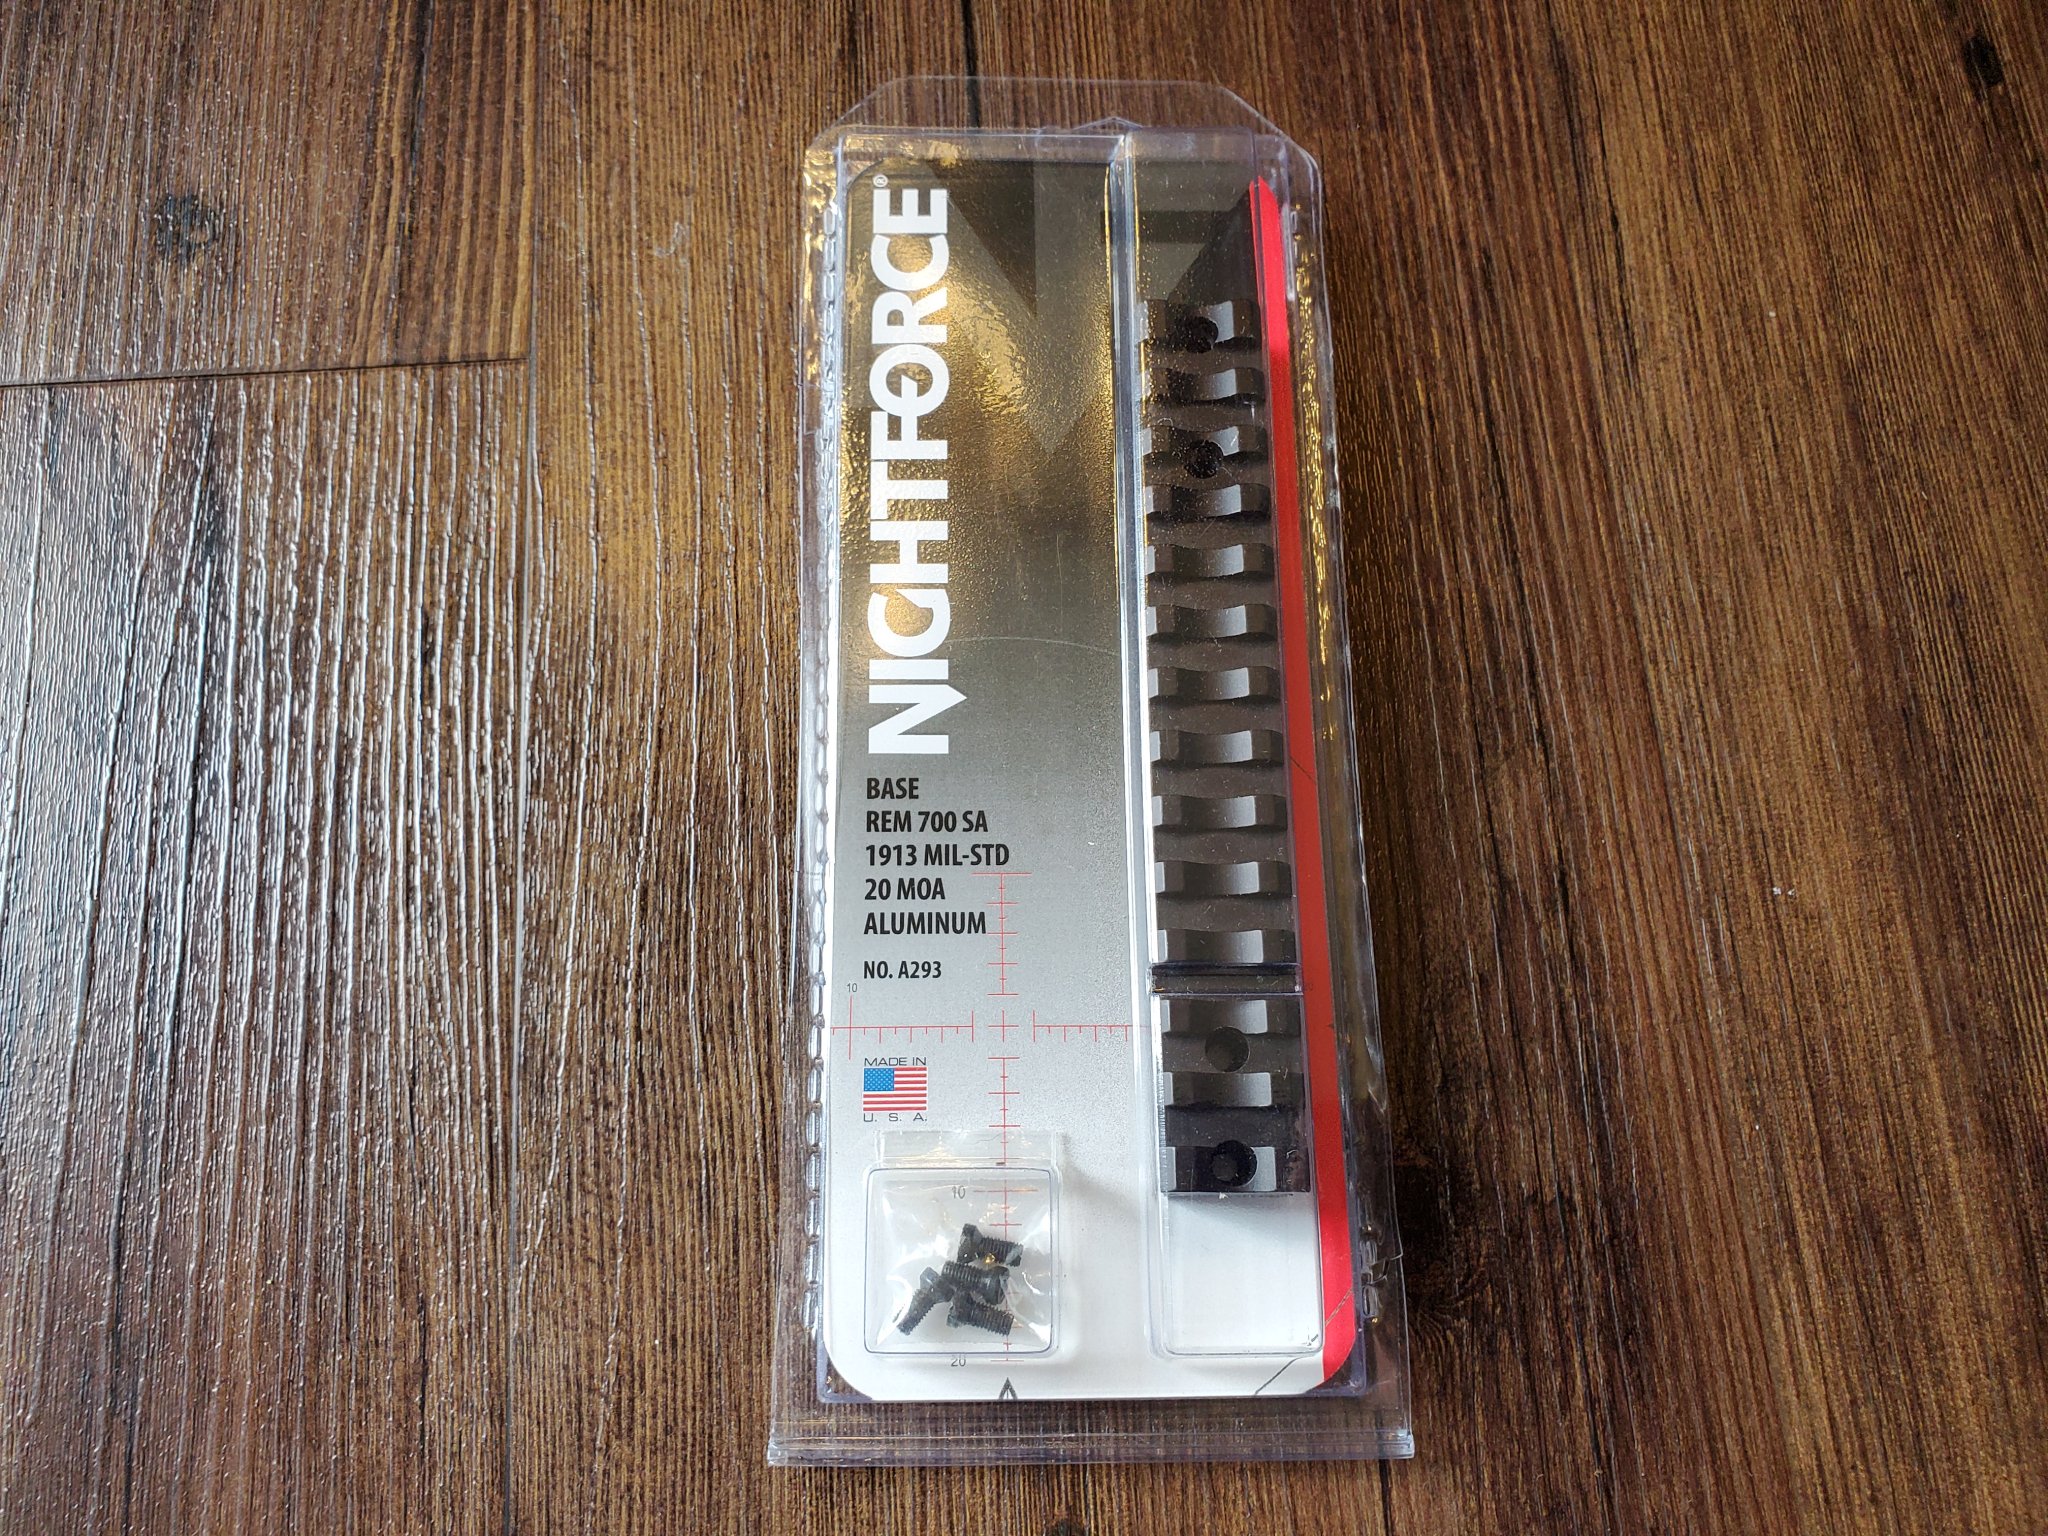 NIGHTFORCE®
BASE
REM 700 SA
1913 MIL-STD
20 MOA
ALUMINUM
NO. A293
10
MADE IN
U. S. A.
10
20